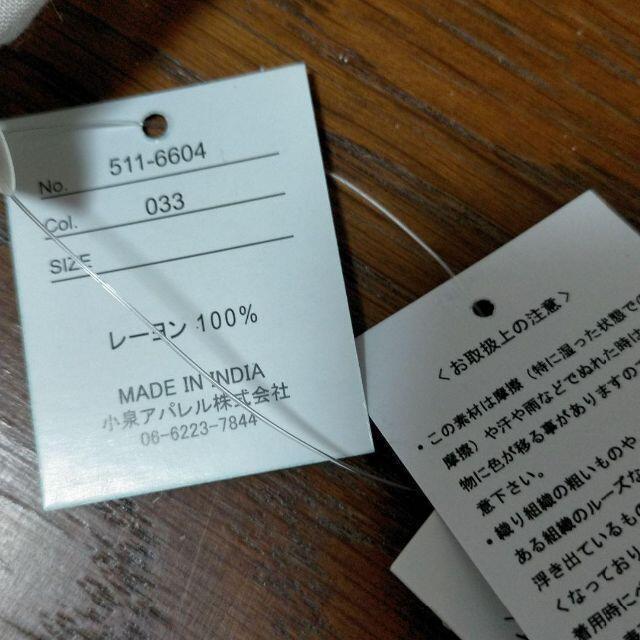 No. 511-6604
Col. 033
SIZE
レーヨン 100%
MADE IN INDIA
小泉アパレル株式会社
06-6223-7844
〈お取扱上の注意〉
・この素材は摩擦（特に湿った状態での
摩擦）や汗や雨などでぬれた時は
物に色が移る事がありますの
意下さい。
・織り組織の粗いものや
ある組織のルーズな
浮き出ているもの
くなっており
着用時に